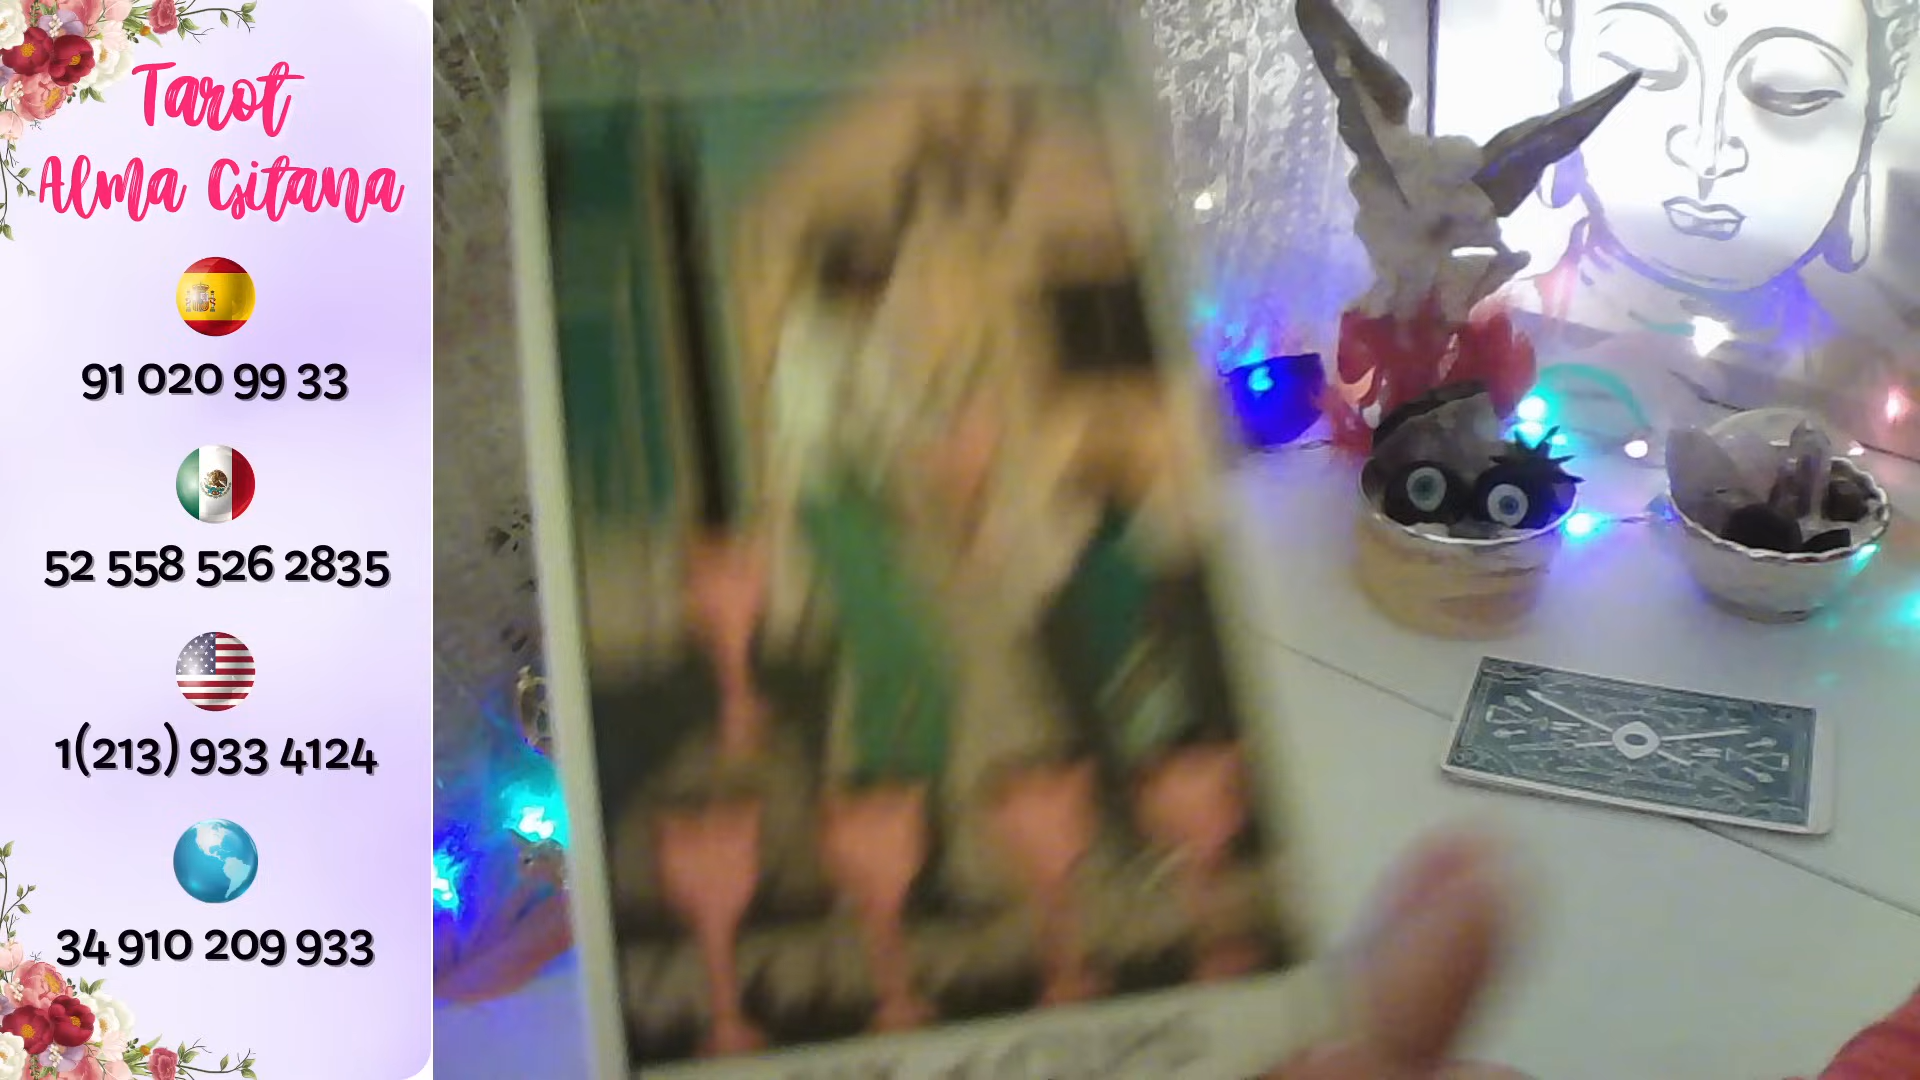 Tarot
Alma Gitana
91 020 99 33
52 558 526 2835
1(213) 933 4124
34 910 209 933